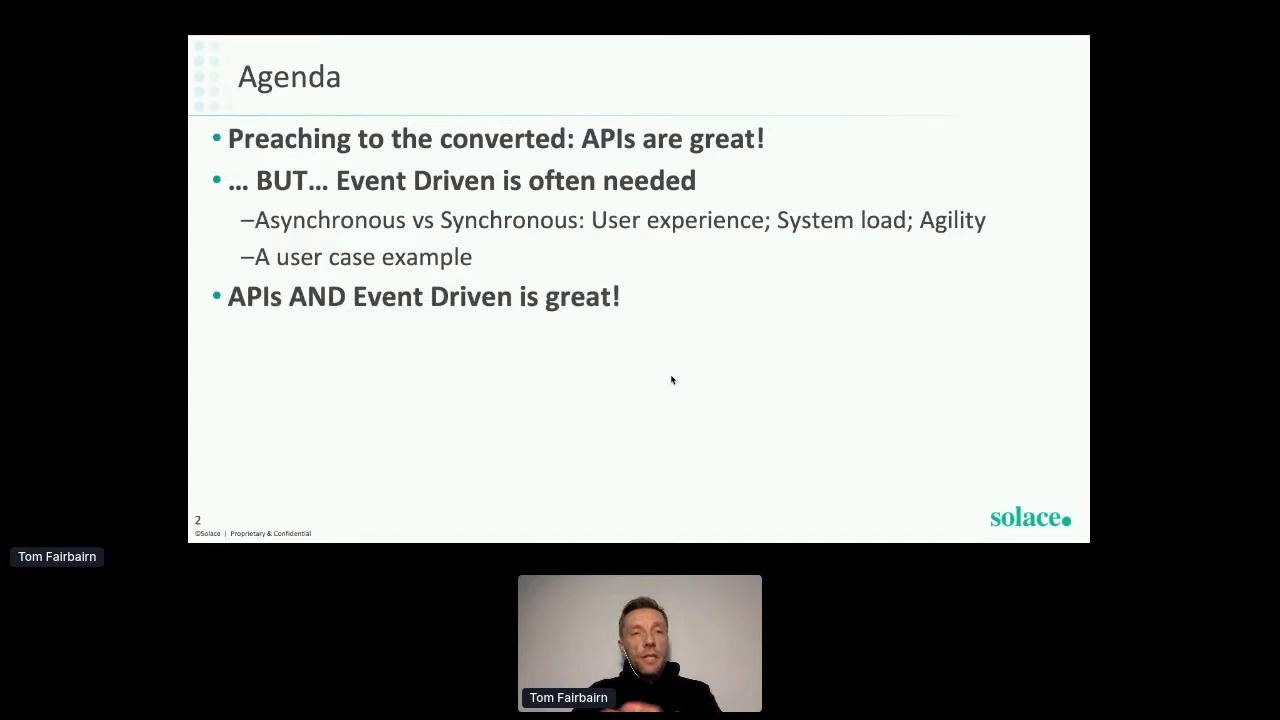 Agenda
• Preaching to the converted: APIs are great!
• … BUT… Event Driven is often needed
–Asynchronous vs Synchronous: User experience; System load; Agility
–A user case example
• APIs AND Event Driven is great!
2
©Solace | Proprietary & Confidential
solace.
Tom Fairbairn
Tom Fairbairn